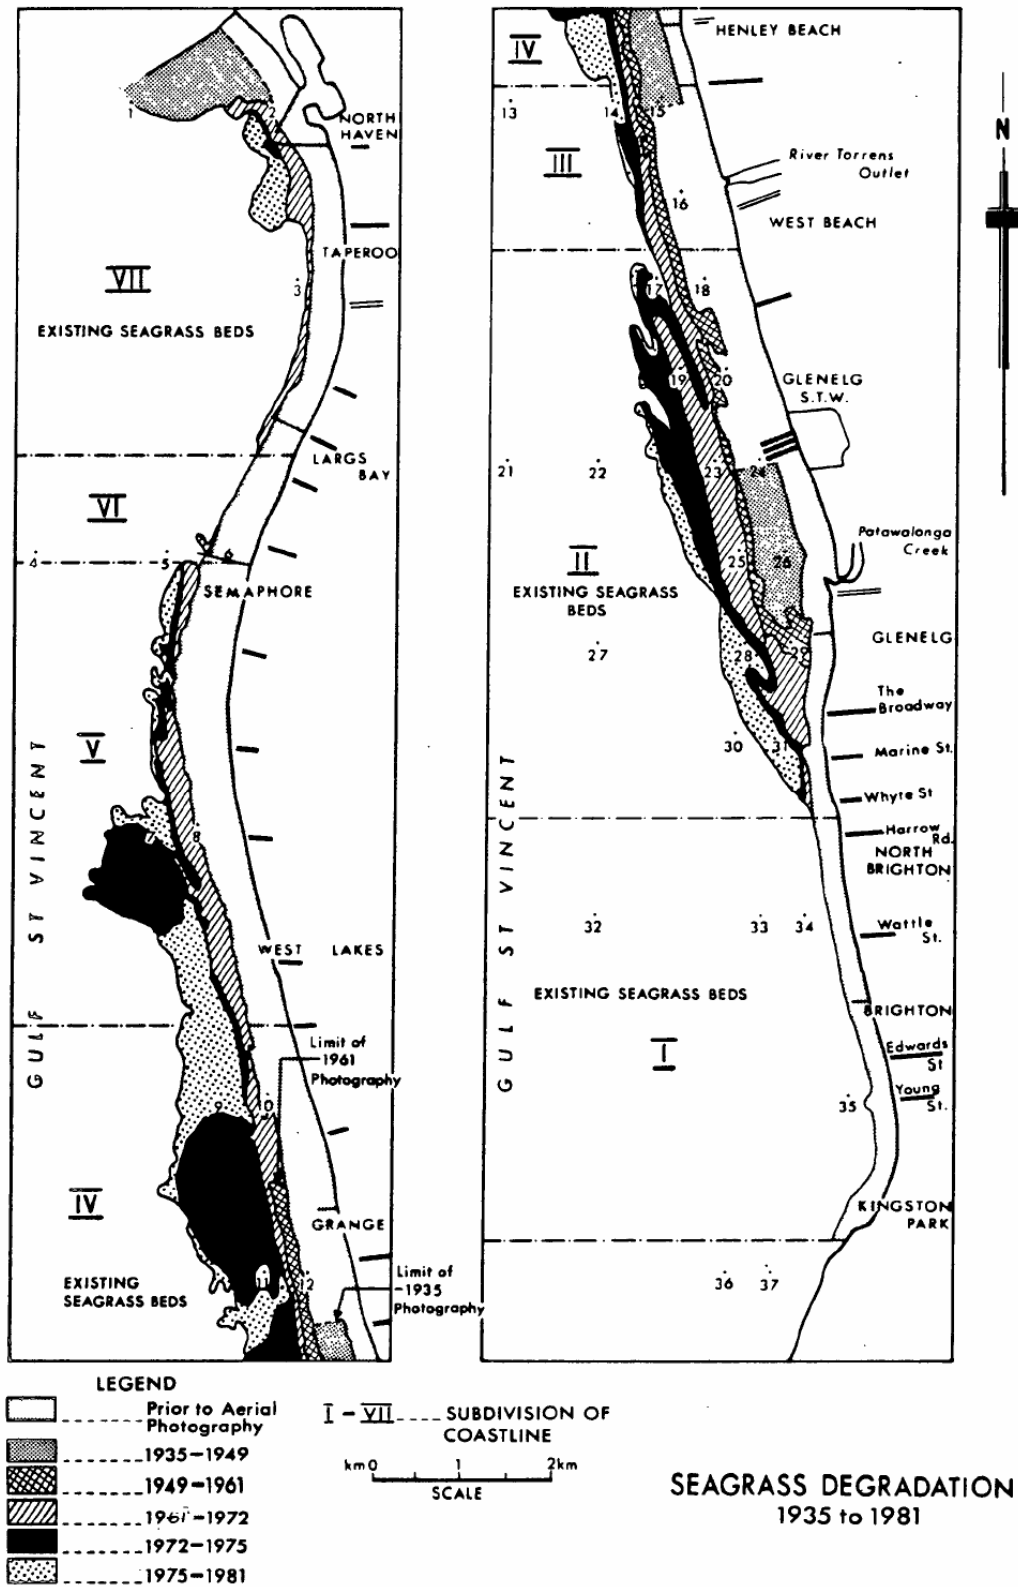 1
2
NORTH
HAVEN
TAPEROO
VII
3
EXISTING SEAGRASS BEDS
LARGS
BAY
VI
4
5
6
SEMAPHORE
V
7
8
GULF ST VINCENT
WEST LAKES
Limit of
1961
Photography
9
10
IV
GRANGE
EXISTING
SEAGRASS BEDS
11
12
Limit of
-1935
Photography
HENLEY BEACH
IV
13
14
15
III
River Torrens
Outlet
16
WEST BEACH
17
18
19
20
GLENELG
S.T.W.
21
22
23
24
Patawalonga
Creek
25
26
II
EXISTING SEAGRASS
BEDS
GLENELG
27
28
29
The
Broadway
30
31
Marine St.
Whyte St
Harrow
Rd.
NORTH
BRIGHTON
GULF ST VINCENT
32
33
34
Wattle
St.
EXISTING SEAGRASS BEDS
BRIGHTON
I
Edwards
St
Young
St.
35
KINGSTON
PARK
36
37
N
LEGEND
Prior to Aerial
Photography
1935-1949
1949-1961
1961-1972
1972-1975
1975-1981
I - VII SUBDIVISION OF
COASTLINE
km 0 1 2km
SCALE
SEAGRASS DEGRADATION
1935 to 1981